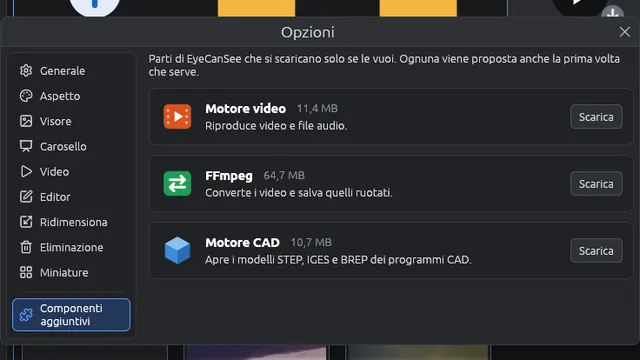 Opzioni
Parti di EyeCanSee che si scaricano solo se le vuoi. Ognuna viene proposta anche la prima volta
che serve.
Generale
Aspetto
Visore
Carosello
Video
Editor
Ridimensiona
Eliminazione
Miniature
Componenti
aggiuntivi
Motore video 11,4 MB
Riproduce video e file audio.
Scarica
FFmpeg 64,7 MB
Converte i video e salva quelli ruotati.
Scarica
Motore CAD 10,7 MB
Apre i modelli STEP, IGES e BREP dei programmi CAD.
Scarica